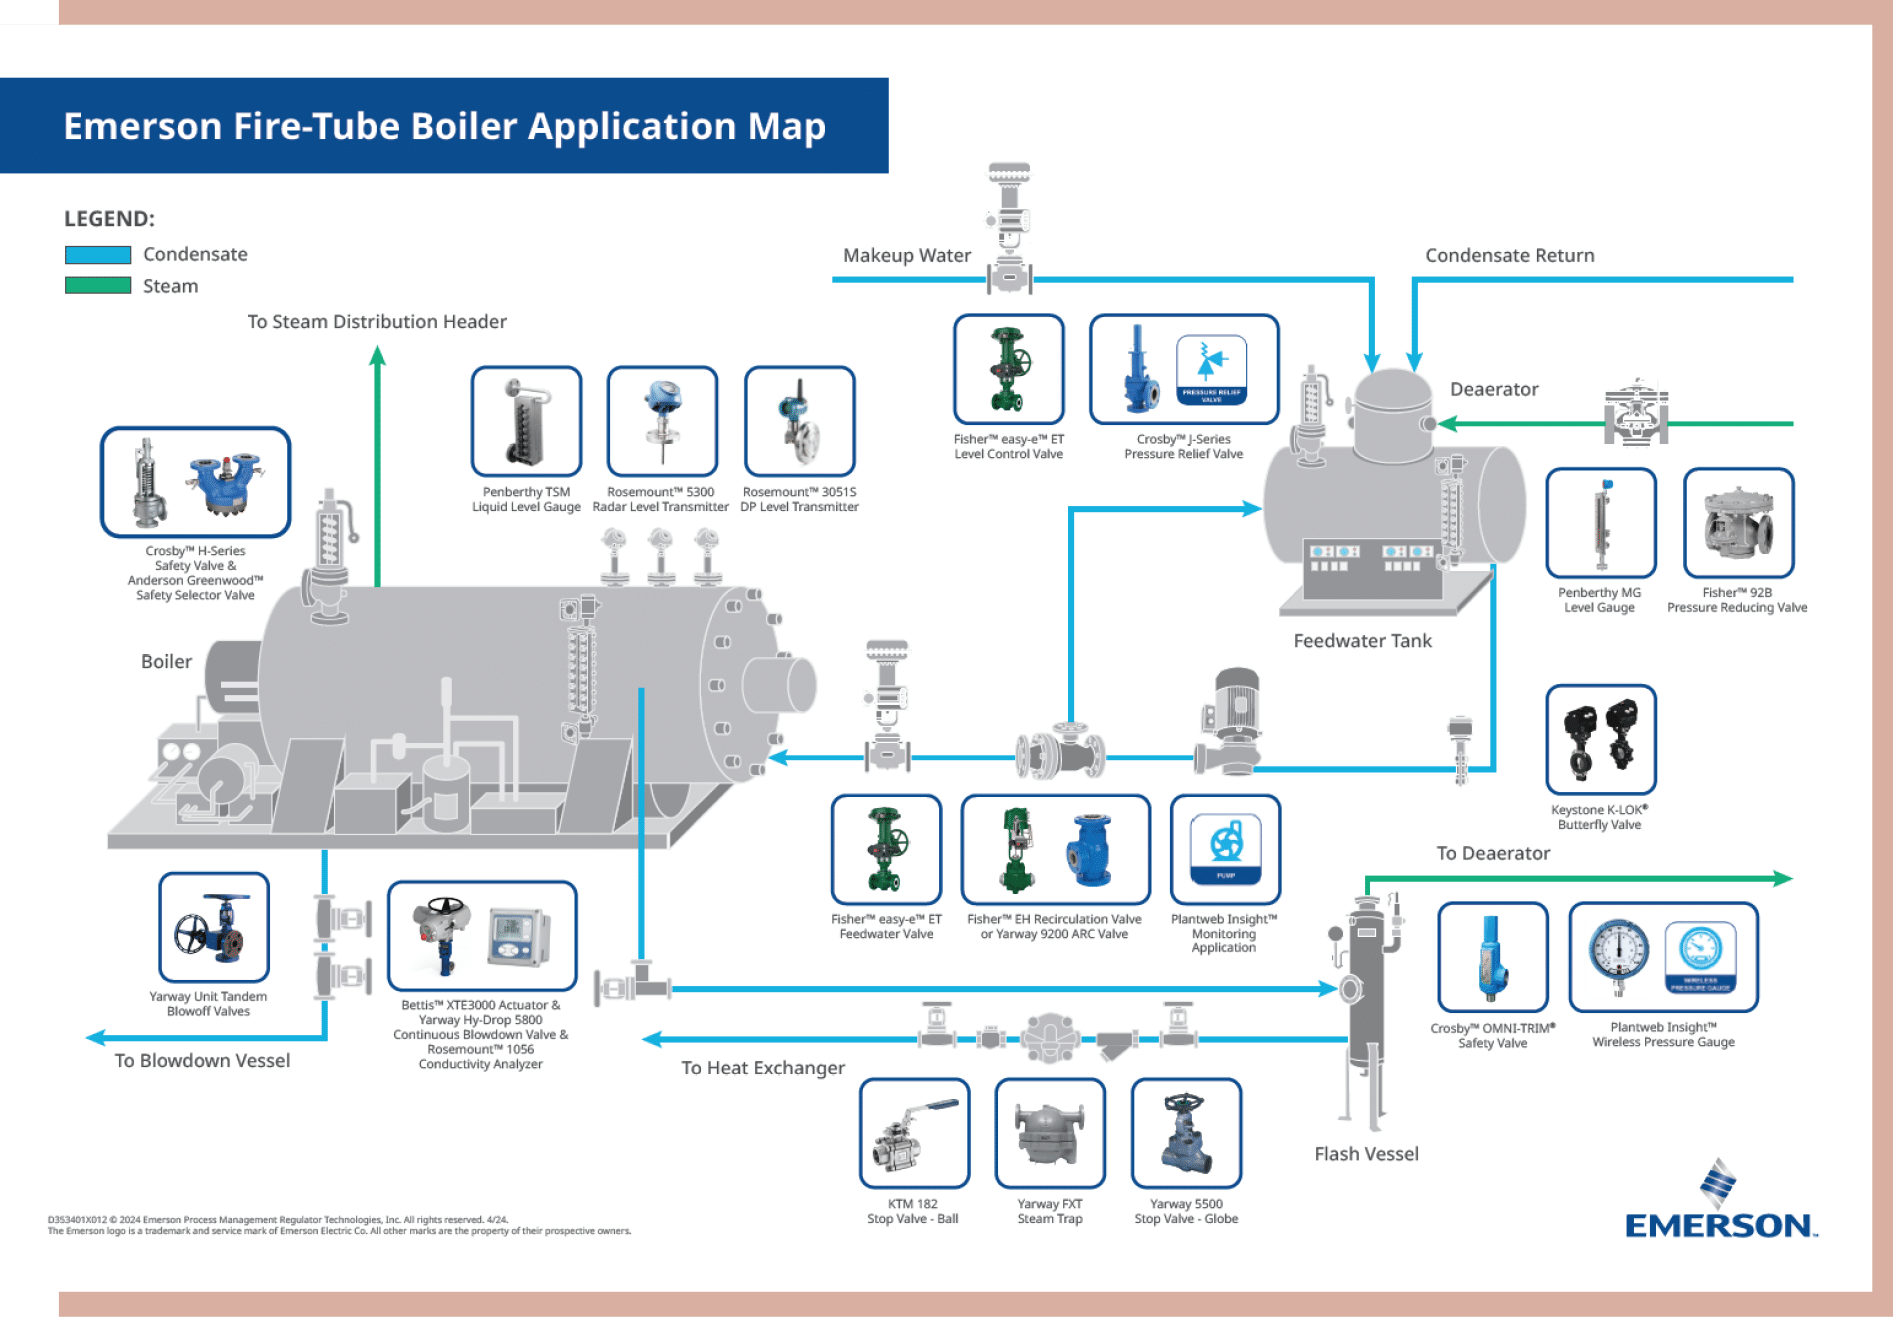 Emerson Fire-Tube Boiler Application Map
LEGEND:
Condensate
Steam
To Steam Distribution Header
Makeup Water
Condensate Return
Deaerator
PRESSURE RELIEF
VALVE
Fisher™ easy-e™ ET
Level Control Valve
Crosby™ J-Series
Pressure Relief Valve
Penberthy TSM
Liquid Level Gauge
Rosemount™ 5300
Radar Level Transmitter
Rosemount™ 3051S
DP Level Transmitter
Crosby™ H-Series
Safety Valve &
Anderson Greenwood™
Safety Selector Valve
Penberthy MG
Level Gauge
Fisher™ 92B
Pressure Reducing Valve
Feedwater Tank
Boiler
Keystone K-LOK®
Butterfly Valve
To Deaerator
PUMP
Fisher™ easy-e™ ET
Feedwater Valve
Fisher™ EH Recirculation Valve
or Yarway 9200 ARC Valve
Plantweb Insight™
Monitoring
Application
Yarway Unit Tandem
Blowoff Valves
Bettis™ XTE3000 Actuator &
Yarway Hy-Drop 5800
Continuous Blowdown Valve &
Rosemount™ 1056
Conductivity Analyzer
WIRELESS
PRESSURE GAUGE
Crosby™ OMNI-TRIM®
Safety Valve
Plantweb Insight™
Wireless Pressure Gauge
To Blowdown Vessel
To Heat Exchanger
Flash Vessel
KTM 182
Stop Valve - Ball
Yarway FXT
Steam Trap
Yarway 5500
Stop Valve - Globe
D353401X012 © 2024 Emerson Process Management Regulator Technologies, Inc. All rights reserved. 4/24.
The Emerson logo is a trademark and service mark of Emerson Electric Co. All other marks are the property of their prospective owners.
EMERSON™